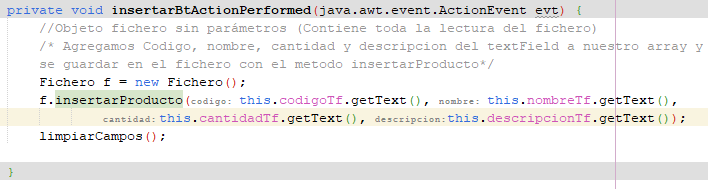 private void insertarBtActionPerformed(java.awt.event.ActionEvent evt) {
//Objeto fichero sin parámetros (Contiene toda la lectura del fichero)
/* Agregamos Codigo, nombre, cantidad y descripcion del textField a nuestro array y
se guardar en el fichero con el metodo insertarProducto*/
Fichero f = new Fichero();
f.insertarProducto(codigo: this.codigoTf.getText(), nombre: this.nombreTf.getText(),
cantidad: this.cantidadTf.getText(), descripcion: this.descripcionTf.getText());
limpiarCampos();
}